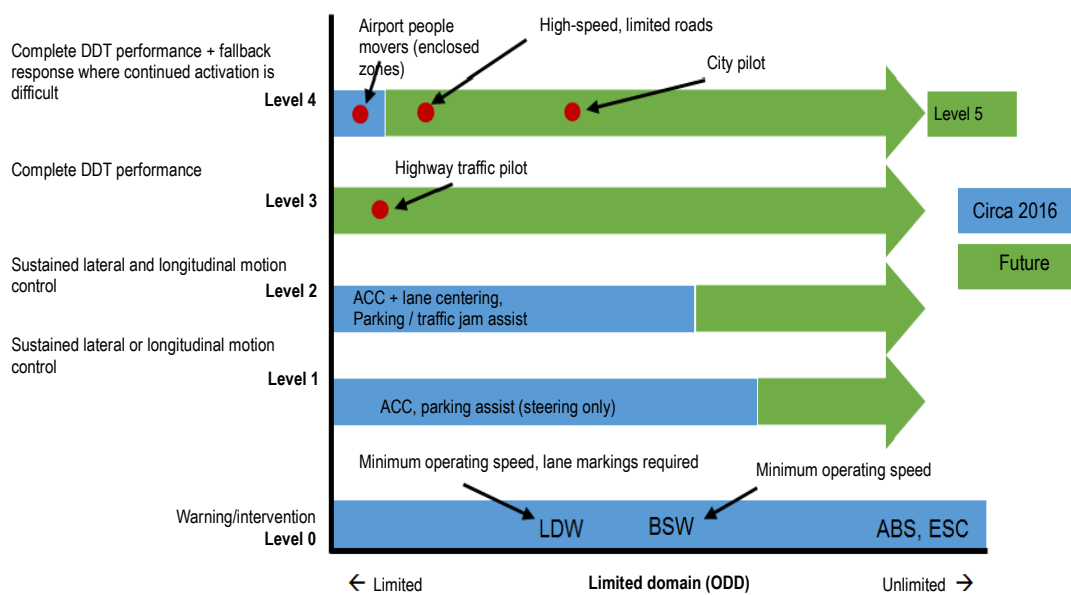 Complete DDT performance + fallback
response where continued activation is
difficult
Level 4
Airport people
movers (enclosed
zones)
High-speed, limited roads
City pilot
Level 5
Complete DDT performance
Level 3
Highway traffic pilot
Circa 2016
Future
Sustained lateral and longitudinal motion
control
Level 2
ACC + lane centering,
Parking / traffic jam assist
Sustained lateral or longitudinal motion
control
Level 1
ACC, parking assist (steering only)
Minimum operating speed, lane markings required
Minimum operating speed
Warning/intervention
Level 0
LDW
BSW
ABS, ESC
← Limited
Limited domain (ODD)
Unlimited →